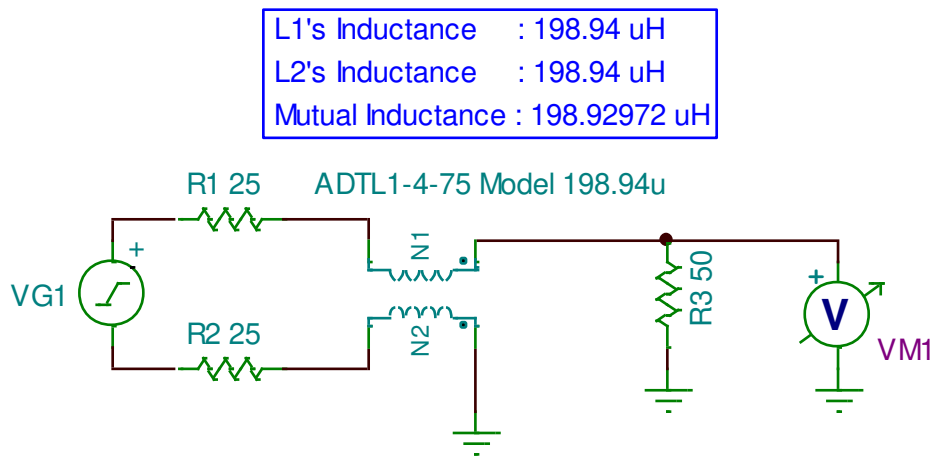 L1's Inductance : 198.94 uH
L2's Inductance : 198.94 uH
Mutual Inductance : 198.92972 uH
R1 25
ADTL1-4-75 Model 198.94u
N1
+
VG1
R2 25
N2
R3 50
+
V
VM1